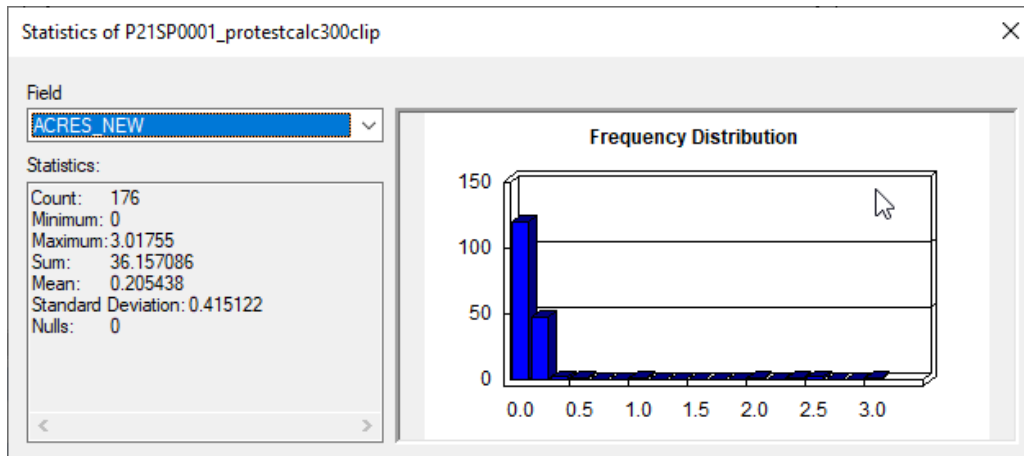 Statistics of P21SP0001_protestcalc300clip
Field
ACRES_NEW
Statistics:
Count: 176
Minimum: 0
Maximum: 3.01755
Sum: 36.157086
Mean: 0.205438
Standard Deviation: 0.415122
Nulls: 0
Frequency Distribution
150
100
50
0
0.0 0.5 1.0 1.5 2.0 2.5 3.0